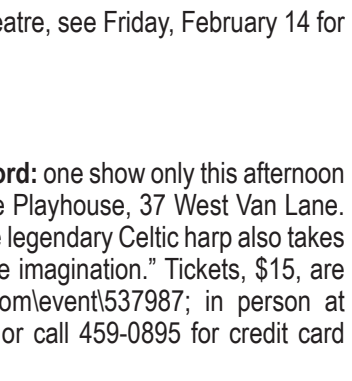 eatre, see Friday, February 14 for
ord: one show only this afternoon
e Playhouse, 37 West Van Lane.
e legendary Celtic harp also takes
e imagination.” Tickets, $15, are
om\event\537987; in person at
or call 459-0895 for credit card